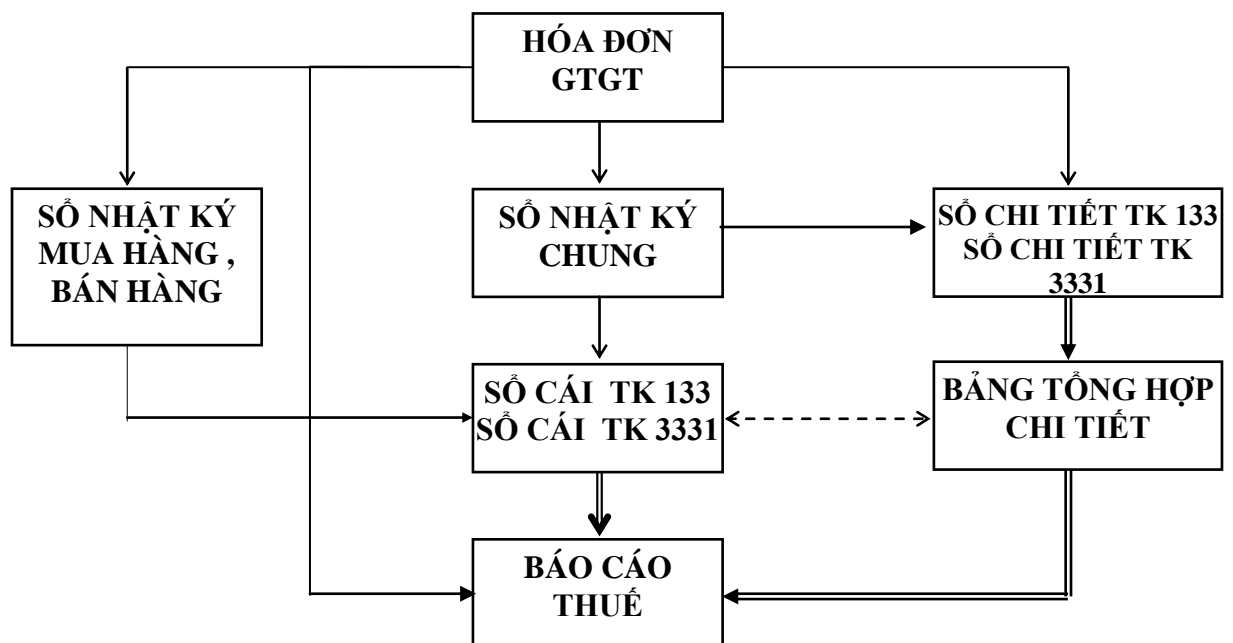 HÓA ĐƠN
GTGT
SỔ NHẬT KÝ
MUA HÀNG ,
BÁN HÀNG
SỔ NHẬT KÝ
CHUNG
SỔ CHI TIẾT TK 133
SỔ CHI TIẾT TK
3331
SỔ CÁI TK 133
SỔ CÁI TK 3331
BẢNG TỔNG HỢP
CHI TIẾT
BÁO CÁO
THUẾ